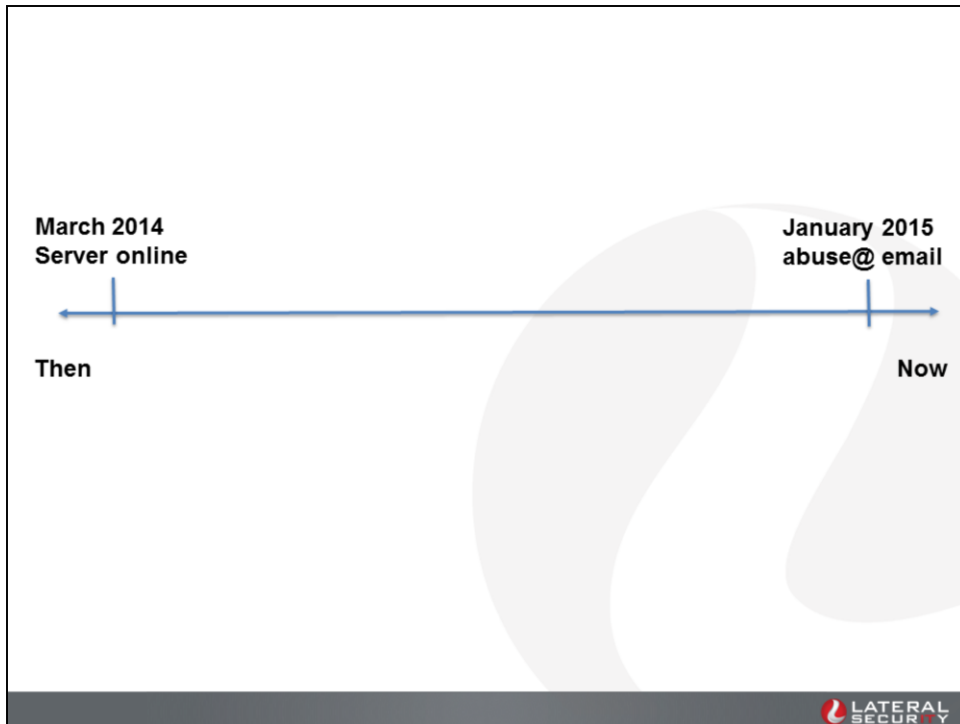 March 2014
Server online
January 2015
abuse@ email
Then
Now
LATERAL
SECURITY